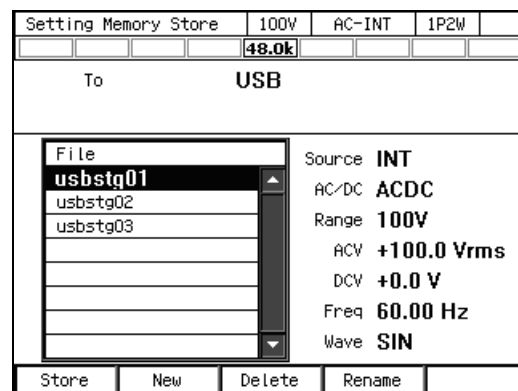 Setting Memory Store 100V AC-INT 1P2W
48.0k
To USB
File
usbstg01
usbstg02
usbstg03
Source INT
AC/DC ACDC
Range 100V
ACV +100.0 Vrms
DCV +0.0 V
Freq 60.00 Hz
Wave SIN
Store New Delete Rename